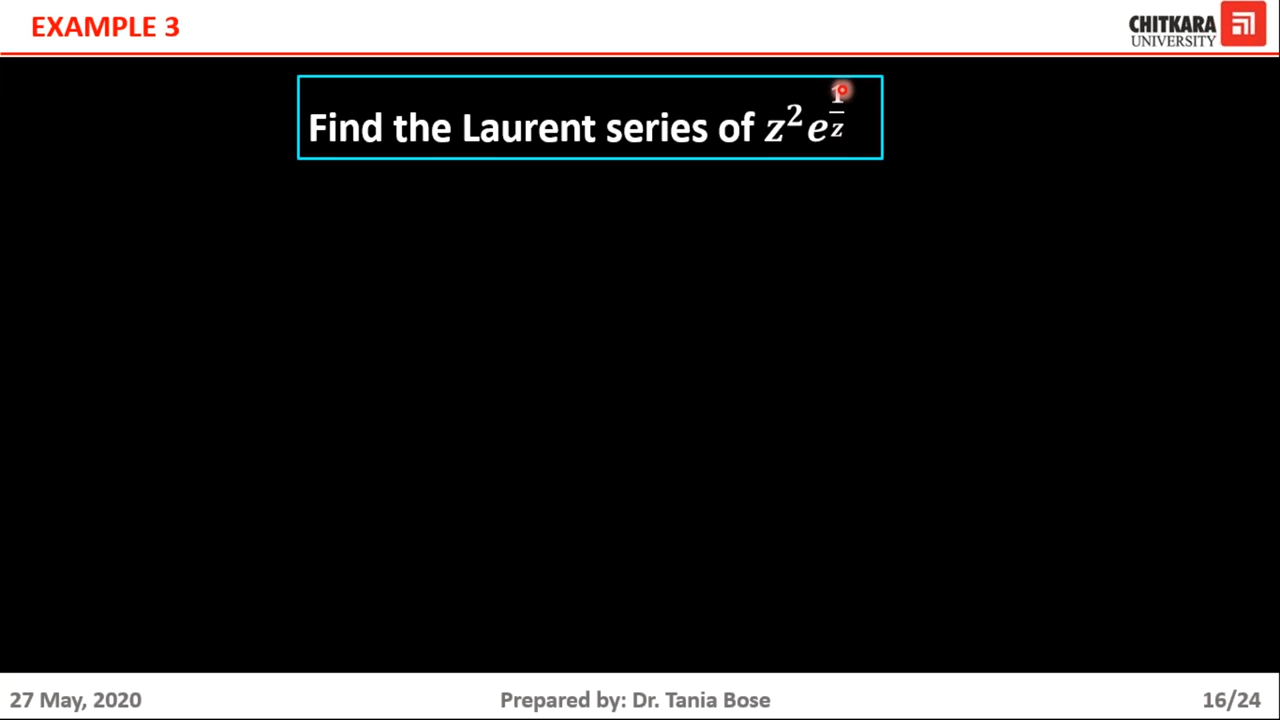 EXAMPLE 3
CHITKARA
UNIVERSITY
Find the Laurent series of z² e^(1/z)
27 May, 2020
Prepared by: Dr. Tania Bose
16/24